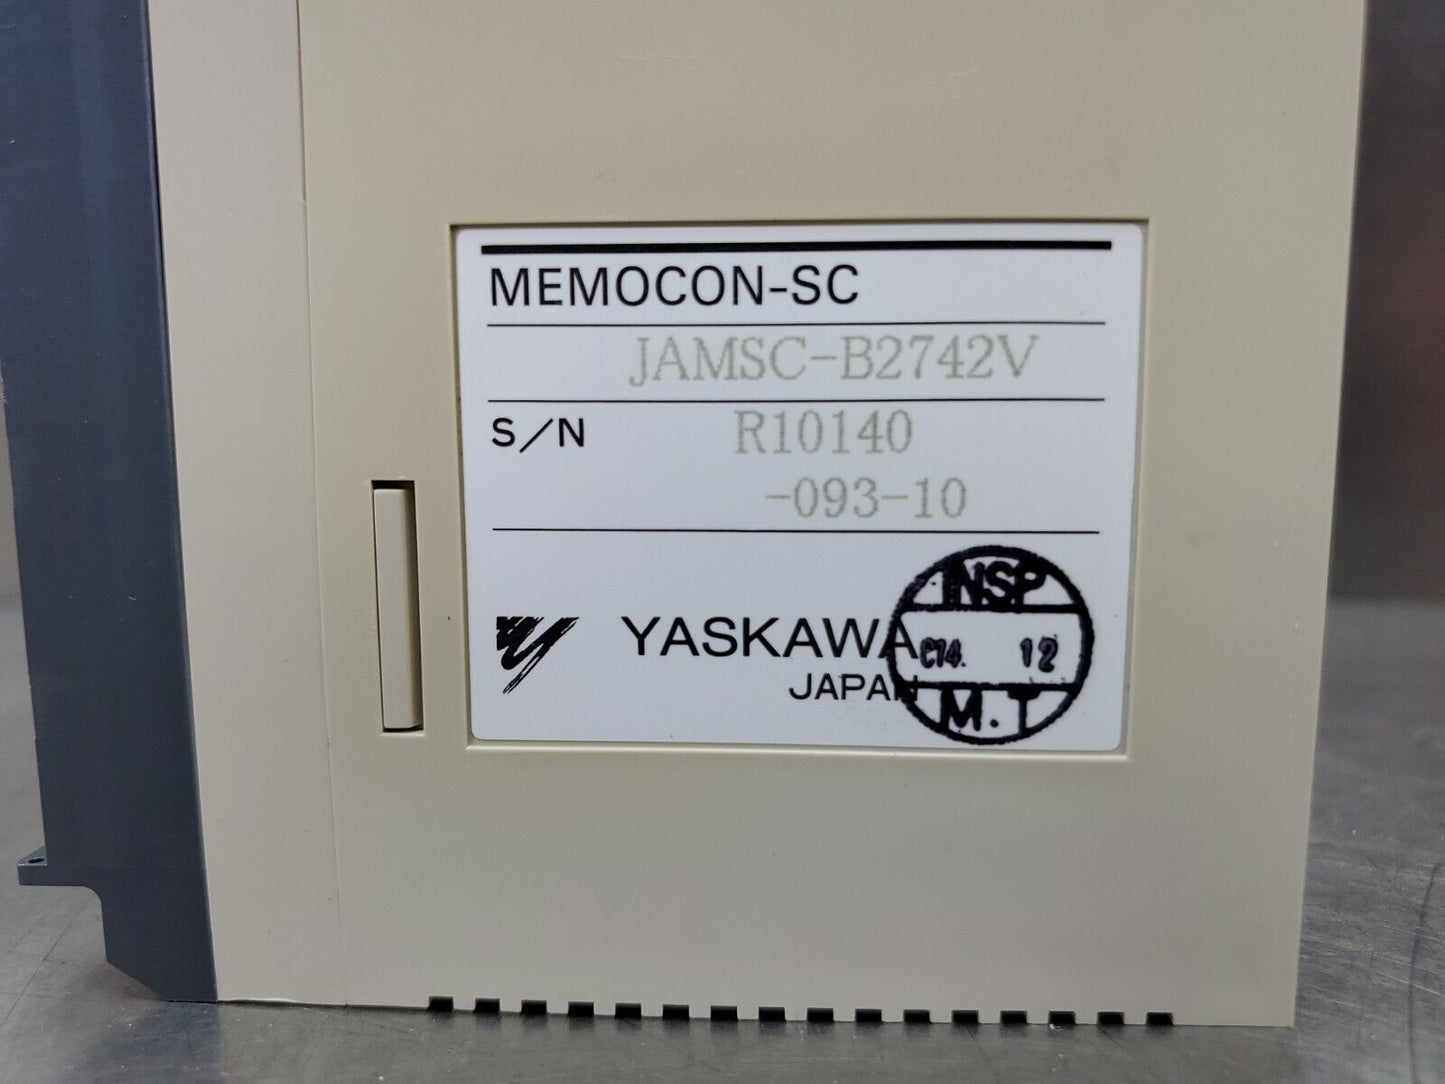 MEMOCON-SC
JAMSC-B2742V
S/N R10140
-093-10
YASKAWA
JAPAN
INSP
12
M.T